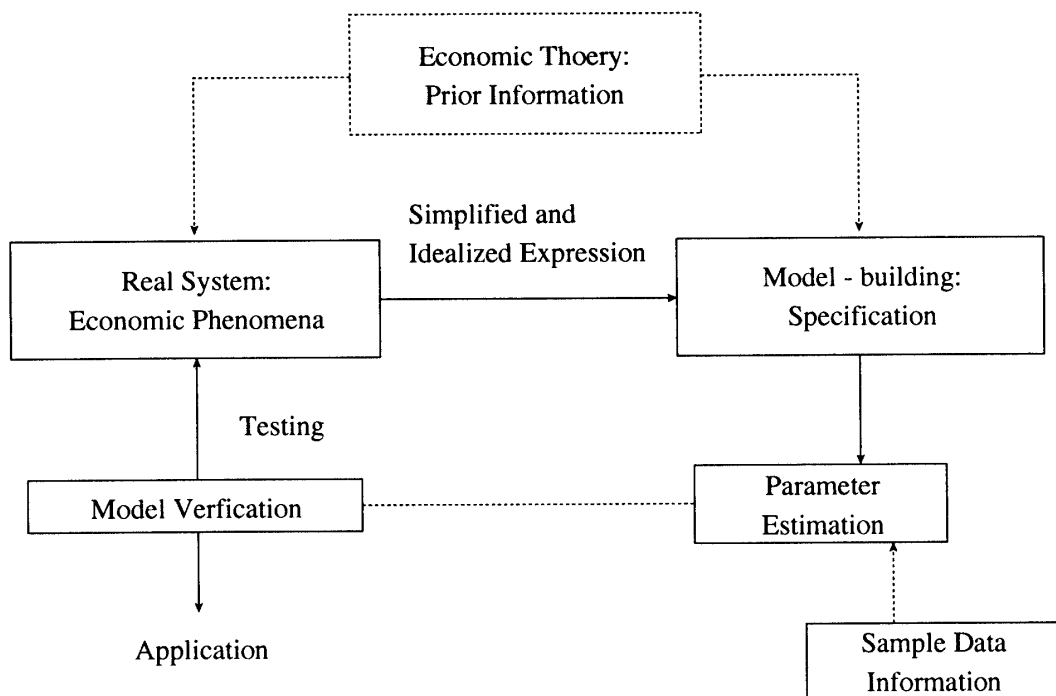 Economic Thoery:
Prior Information
Simplified and
Idealized Expression
Real System:
Economic Phenomena
Model - building:
Specification
Testing
Model Verfication
Parameter
Estimation
Application
Sample Data
Information